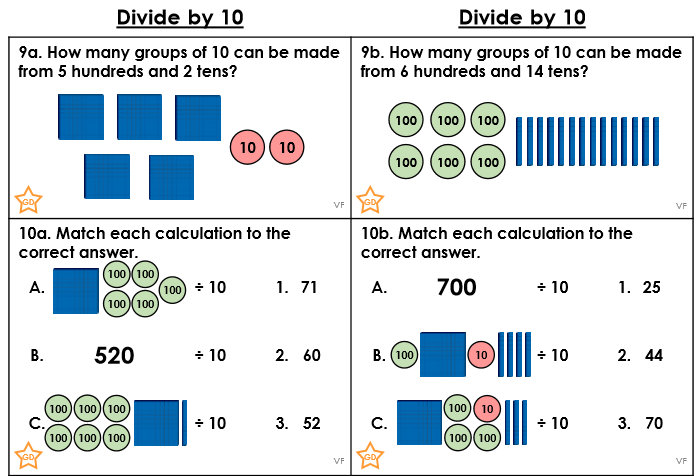 Divide by 10
Divide by 10
9a. How many groups of 10 can be made
from 5 hundreds and 2 tens?
10 10
GD
VF
9b. How many groups of 10 can be made
from 6 hundreds and 14 tens?
100 100 100
100 100 100
GD
VF
10a. Match each calculation to the
correct answer.
A. 100 100 100 100 100 ÷ 10 1. 71
B. 520 ÷ 10 2. 60
C. 100 100 100 100 100 100 ÷ 10 3. 52
GD
VF
10b. Match each calculation to the
correct answer.
A. 700 ÷ 10 1. 25
B. 100 10 ÷ 10 2. 44
C. 100 10 100 100 ÷ 10 3. 70
GD
VF